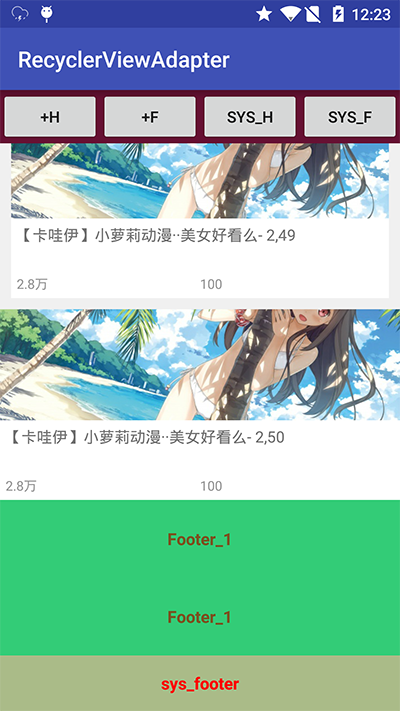 12:23
RecyclerViewAdapter
+H +F SYS_H SYS_F
【卡哇伊】小萝莉动漫··美女好看么- 2,49
2.8万 100
【卡哇伊】小萝莉动漫··美女好看么- 2,50
2.8万 100
Footer_1
Footer_1
sys_footer